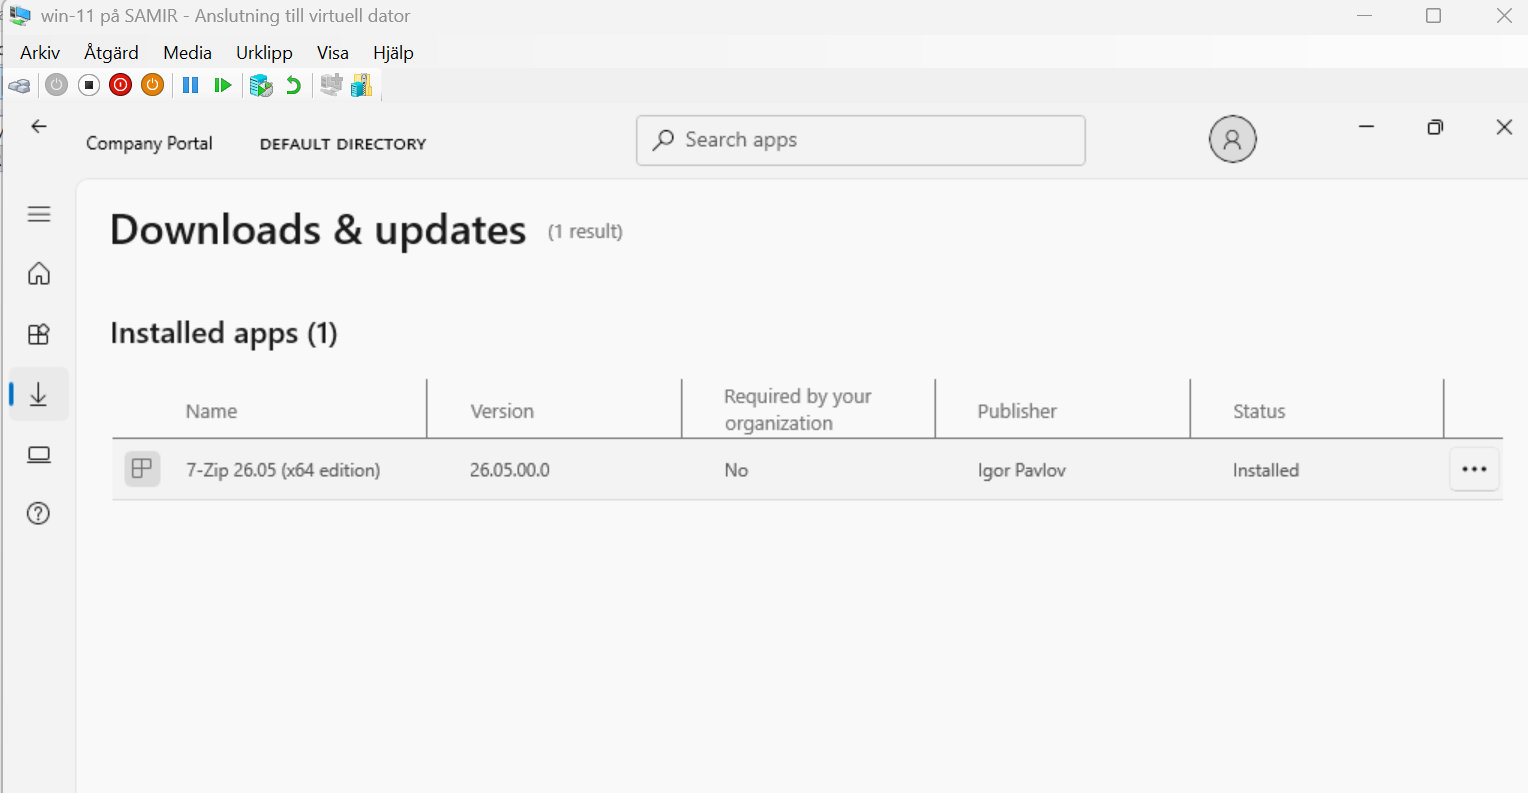 win-11 på SAMIR - Anslutning till virtuell dator
Arkiv Åtgärd Media Urklipp Visa Hjälp
Company Portal DEFAULT DIRECTORY Search apps
Downloads & updates (1 result)
Installed apps (1)
Name Version Required by your organization Publisher Status
7-Zip 26.05 (x64 edition) 26.05.00.0 No Igor Pavlov Installed